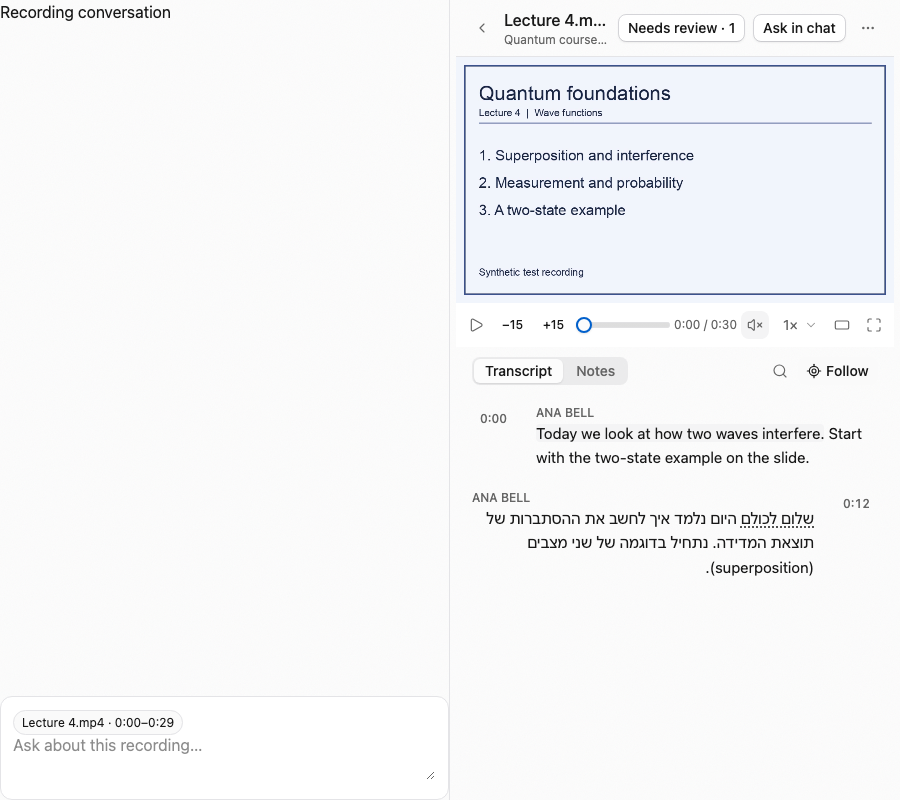 Recording conversation
Lecture 4.mp4 · 0:00–0:29
Ask about this recording...
Lecture 4.m...
Quantum course...
Needs review · 1
Ask in chat
Quantum foundations
Lecture 4 | Wave functions
1. Superposition and interference
2. Measurement and probability
3. A two-state example
Synthetic test recording
−15
+15
0:00 / 0:30
1×
Transcript
Notes
Follow
0:00
ANA BELL
Today we look at how two waves interfere. Start
with the two-state example on the slide.
ANA BELL
0:12
שלום לכולם היום נלמד איך לחשב את ההסתברות של
תוצאת המדידה. נתחיל בדוגמה של שני מצבים
(superposition).